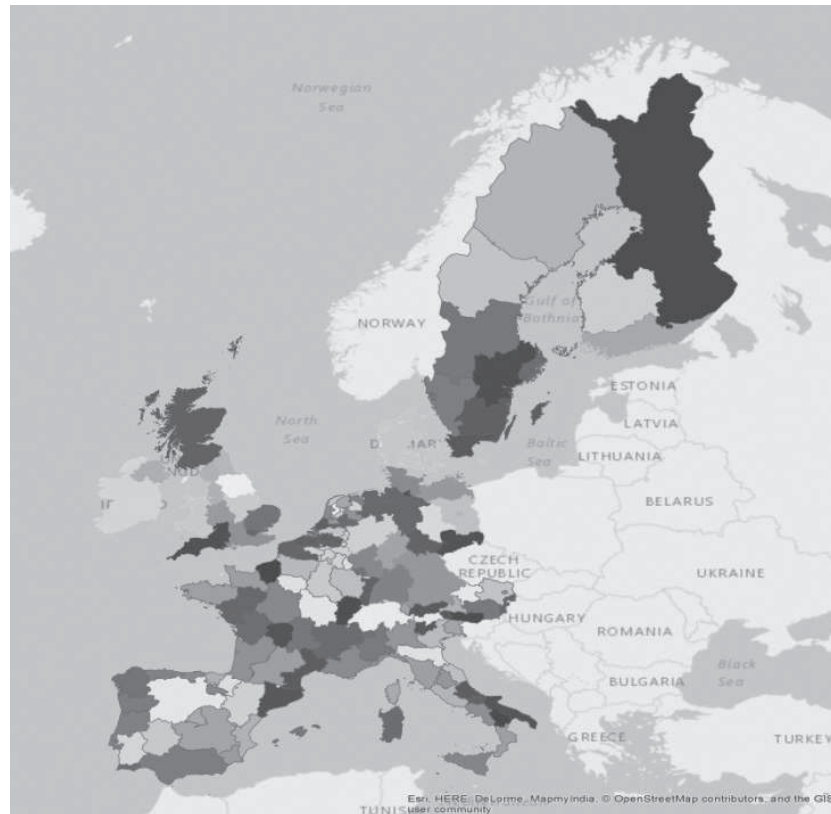 Norwegian
Sea
NORWAY
Gulf of
Bothnia
ESTONIA
North
Sea
LATVIA
Baltic
Sea
LITHUANIA
BELARUS
CZECH
REPUBLIC
UKRAINE
HUNGARY
ROMANIA
Black
Sea
BULGARIA
GREECE
TURKEY
TUNIS
Esri, HERE, DeLorme, MapmyIndia, © OpenStreetMap contributors, and the GIS
user community